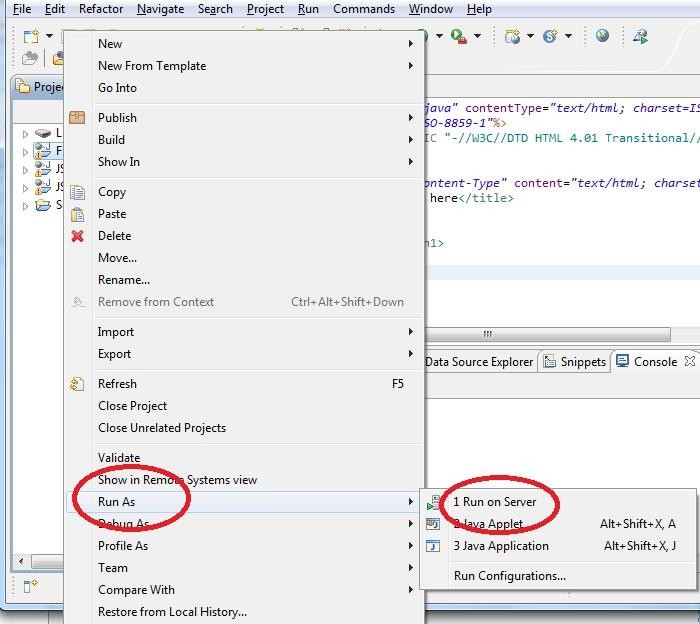 File Edit Refactor Navigate Search Project Run Commands Window Help
New
New From Template
Go Into
Publish
Build
Show In
Copy
Paste
Delete
Move...
Rename...
Remove from Context Ctrl+Alt+Shift+Down
Import
Export
Refresh F5
Close Project
Close Unrelated Projects
Validate
Show in Remote Systems view
Run As
Debug As
Profile As
Team
Compare With
Restore from Local History...
1 Run on Server
2 Java Applet Alt+Shift+X, A
3 Java Application Alt+Shift+X, J
Run Configurations...
Proje
L
F
JS
JS
S
java" contentType="text/html; charset=IS
SO-8859-1"%>
IC "-//W3C//DTD HTML 4.01 Transitional//
ontent-Type" content="text/html; charset
here</title>
n1>
Data Source Explorer Snippets Console